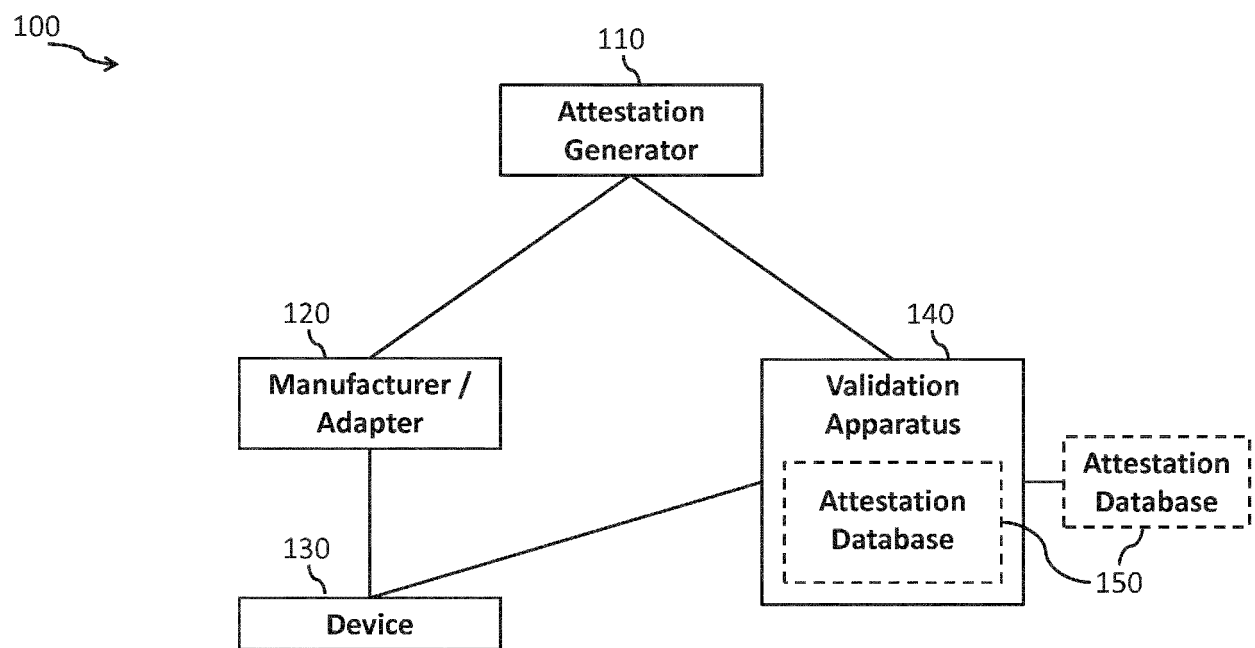 100
110
Attestation
Generator
120
Manufacturer /
Adapter
140
Validation
Apparatus
Attestation
Database
Attestation
Database
150
130
Device